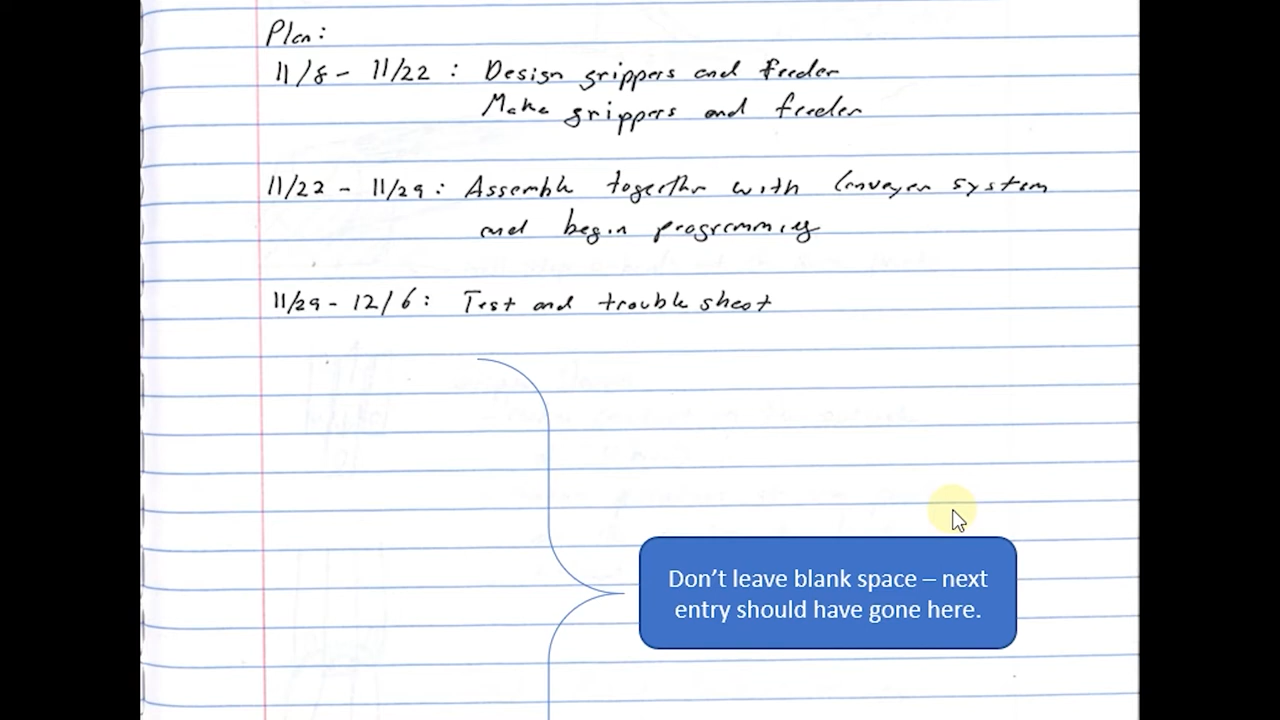 Plan:
11/8 - 11/22 : Design grippers and feeder
Make grippers and feeder
11/22 - 11/29 : Assemble together with conveyer system
and begin programming
11/29 - 12/6 : Test and trouble shoot
Don't leave blank space – next
entry should have gone here.